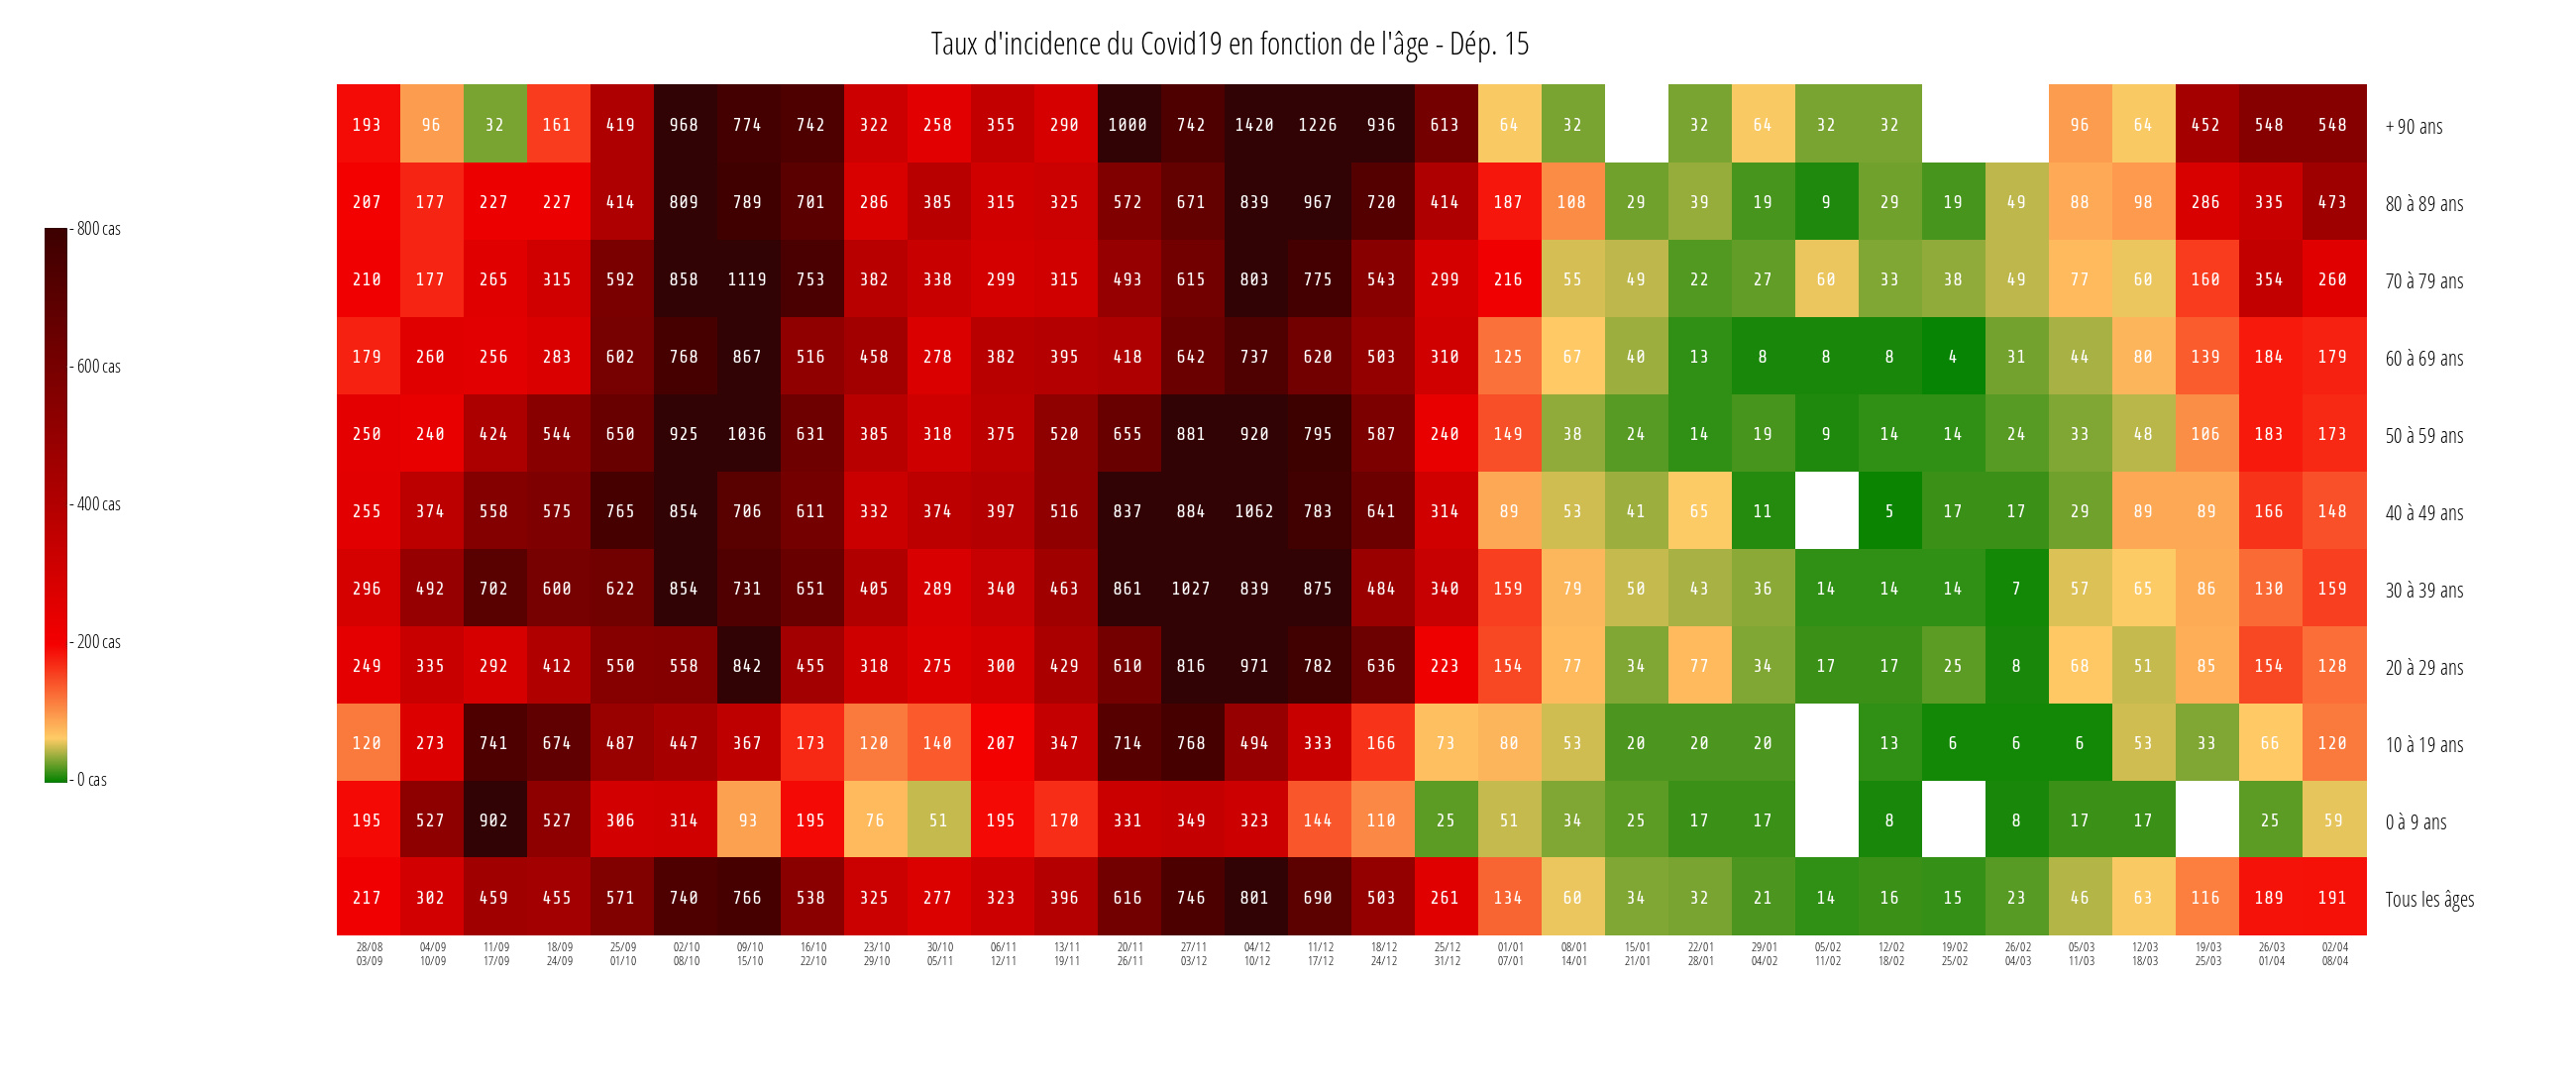 Taux d'incidence du Covid19 en fonction de l'âge - Dép. 15
- 800 cas
- 600 cas
- 400 cas
- 200 cas
- 0 cas
193 96 32 161 419 968 774 742 322 258 355 290 1000 742 1420 1226 936 613 64 32 32 64 32 32 96 64 452 548 548 + 90 ans
207 177 227 227 414 809 789 701 286 385 315 325 572 671 839 967 720 414 187 108 29 39 19 9 29 19 49 88 98 286 335 473 80 à 89 ans
210 177 265 315 592 858 1119 753 382 338 299 315 493 615 803 775 543 299 216 55 49 22 27 60 33 38 49 77 60 160 354 260 70 à 79 ans
179 260 256 283 602 768 867 516 458 278 382 395 418 642 737 620 503 310 125 67 40 13 8 8 8 4 31 44 80 139 184 179 60 à 69 ans
250 240 424 544 650 925 1036 631 385 318 375 520 655 881 920 795 587 240 149 38 24 14 19 9 14 14 24 33 48 106 183 173 50 à 59 ans
255 374 558 575 765 854 706 611 332 374 397 516 837 884 1062 783 641 314 89 53 41 65 11 5 17 17 29 89 89 166 148 40 à 49 ans
296 492 702 600 622 854 731 651 405 289 340 463 861 1027 839 875 484 340 159 79 50 43 36 14 14 14 7 57 65 86 130 159 30 à 39 ans
249 335 292 412 550 558 842 455 318 275 300 429 610 816 971 782 636 223 154 77 34 77 34 17 17 25 8 68 51 85 154 128 20 à 29 ans
120 273 741 674 487 447 367 173 120 140 207 347 714 768 494 333 166 73 80 53 20 20 20 13 6 6 6 53 33 66 120 10 à 19 ans
195 527 902 527 306 314 93 195 76 51 195 170 331 349 323 144 110 25 51 34 25 17 17 8 8 17 17 25 59 0 à 9 ans
217 302 459 455 571 740 766 538 325 277 323 396 616 746 801 690 503 261 134 60 34 32 21 14 16 15 23 46 63 116 189 191 Tous les âges
28/08 04/09 11/09 18/09 25/09 02/10 09/10 16/10 23/10 30/10 06/11 13/11 20/11 27/11 04/12 11/12 18/12 25/12 01/01 08/01 15/01 22/01 29/01 05/02 12/02 19/02 26/02 05/03 12/03 19/03 26/03 02/04
03/09 10/09 17/09 24/09 01/10 08/10 15/10 22/10 29/10 05/11 12/11 19/11 26/11 03/12 10/12 17/12 24/12 31/12 07/01 14/01 21/01 28/01 04/02 11/02 18/02 25/02 04/03 11/03 18/03 25/03 01/04 08/04